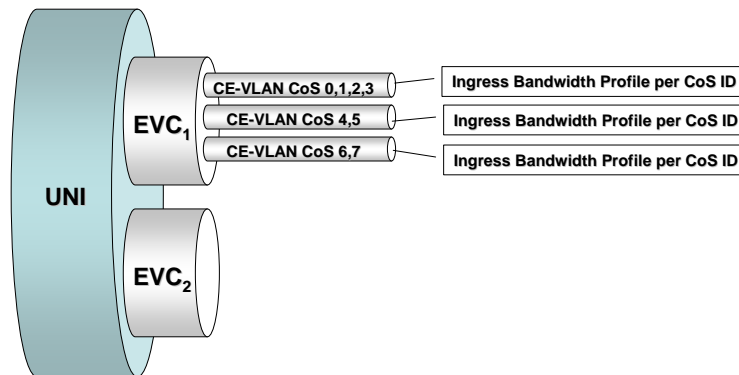 UNI
EVC₁
CE-VLAN CoS 0,1,2,3
Ingress Bandwidth Profile per CoS ID
CE-VLAN CoS 4,5
Ingress Bandwidth Profile per CoS ID
CE-VLAN CoS 6,7
Ingress Bandwidth Profile per CoS ID
EVC₂